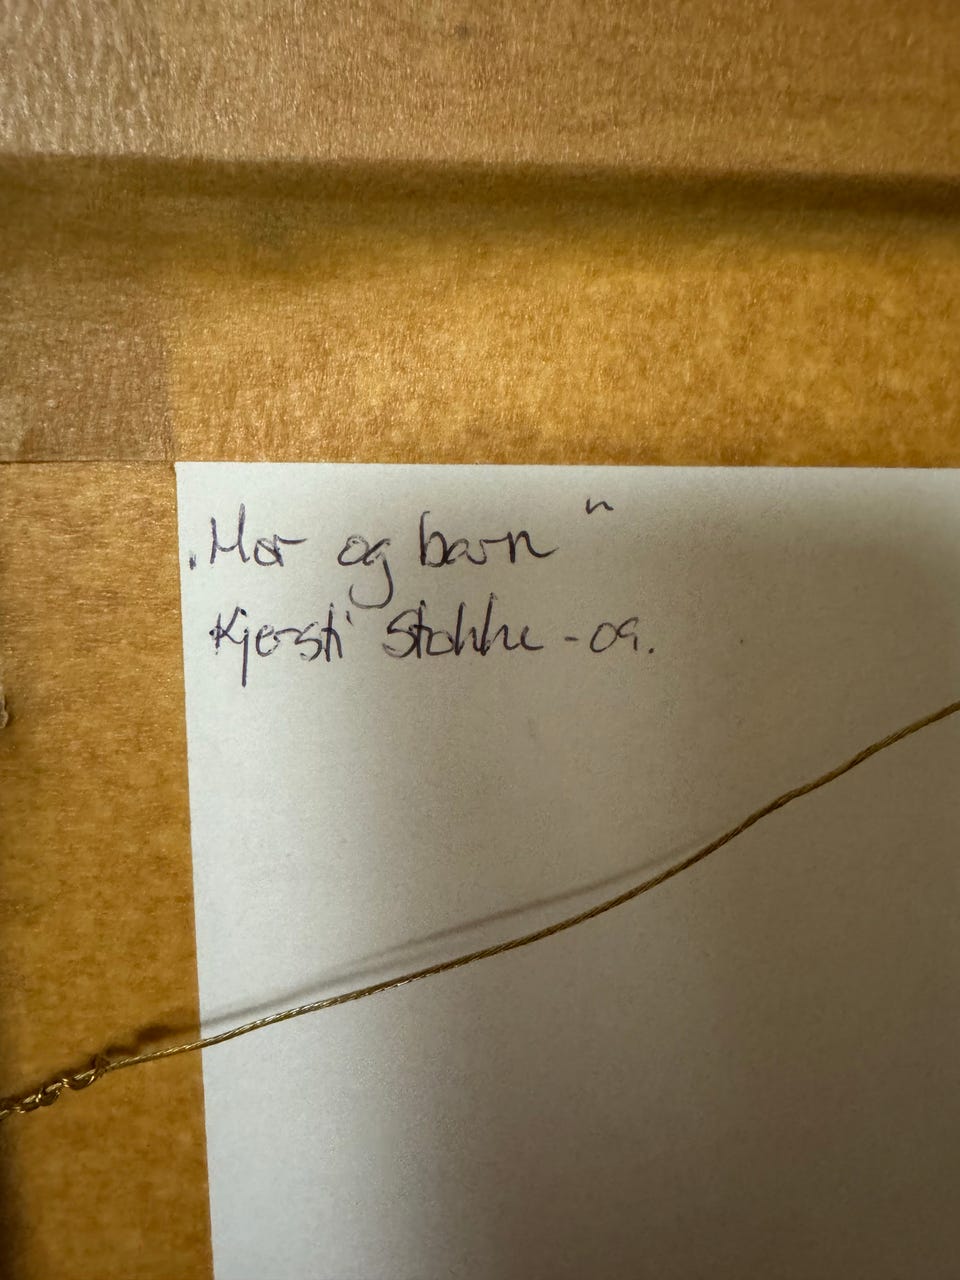 "Mor og barn"
Kjersti Stokke -09.